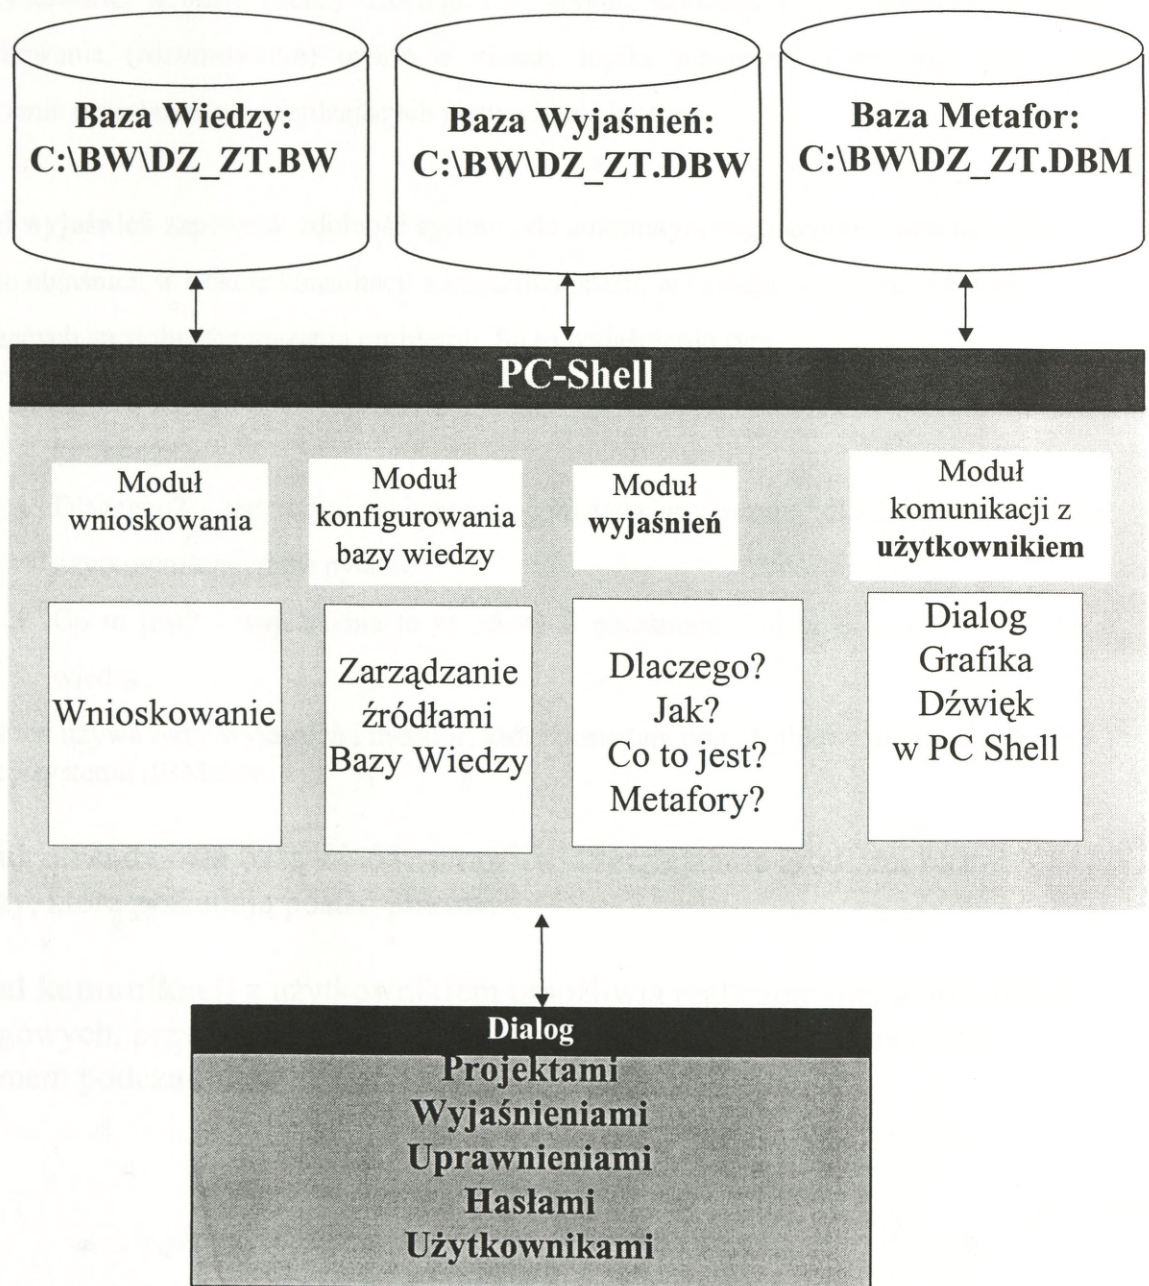 Baza Wiedzy:
C:\BW\DZ_ZT.BW
Baza Wyjaśnień:
C:\BW\DZ_ZT.DBW
Baza Metafor:
C:\BW\DZ_ZT.DBM
PC-Shell
Moduł
wnioskowania
Moduł
konfigurowania
bazy wiedzy
Moduł
wyjaśnień
Moduł
komunikacji z
użytkownikiem
Wnioskowanie
Zarządzanie
źródłami
Bazy Wiedzy
Dlaczego?
Jak?
Co to jest?
Metafory?
Dialog
Grafika
Dźwięk
w PC Shell
Dialog
Projektami
Wyjaśnieniami
Uprawnieniami
Hasłami
Użytkownikami